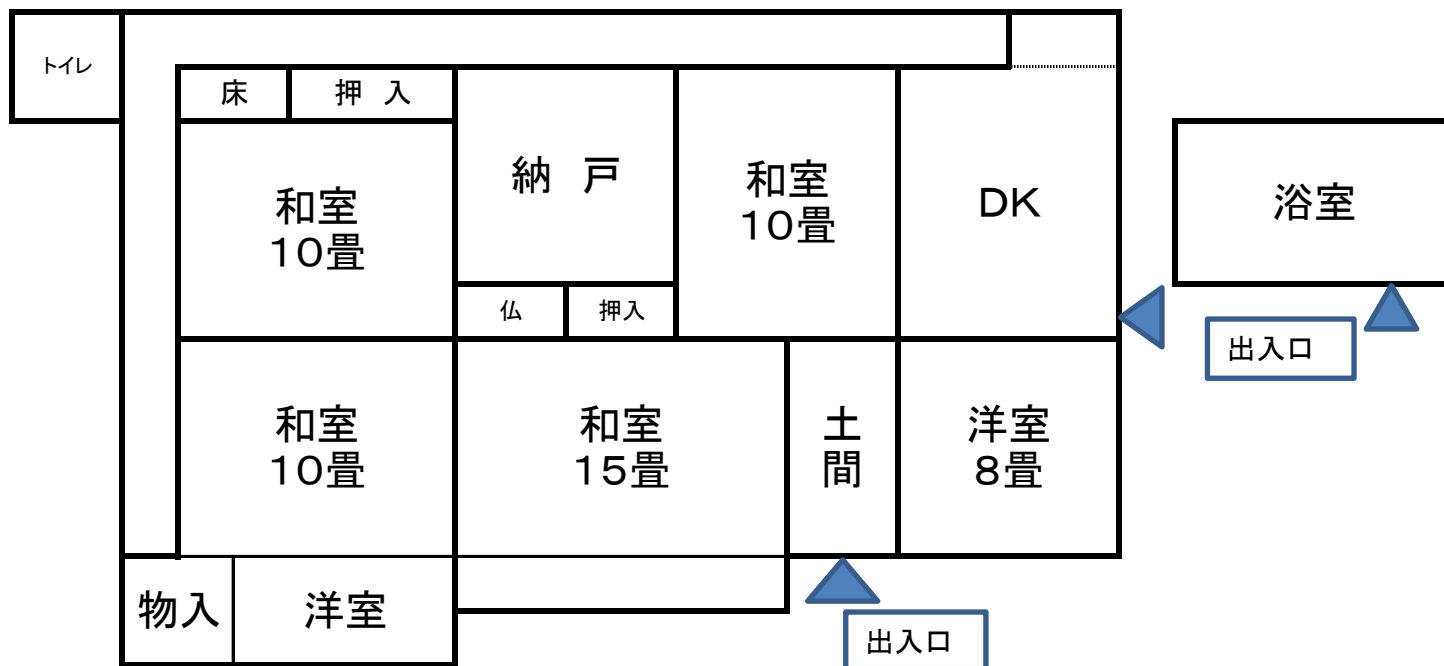 トイレ
床
押 入
納 戸
和室
10畳
DK
浴室
和室
10畳
仏
押入
出入口
和室
10畳
和室
15畳
土
間
洋室
8畳
物入
洋室
出入口